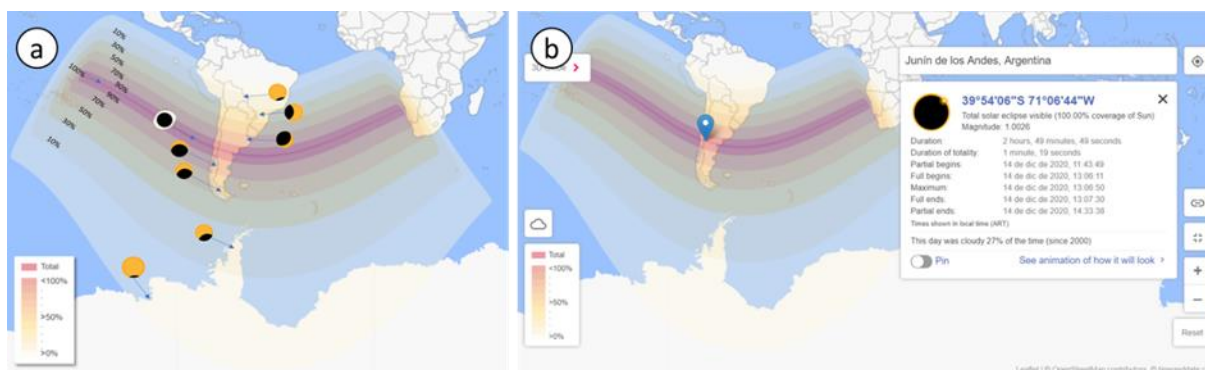 a
10%
30%
50%
70%
90%
100%
90%
70%
50%
30%
10%
Total
<100%
>50%
>0%
b
Junín de los Andes, Argentina
39°54'06"S 71°06'44"W
Total solar eclipse visible (100.00% coverage of Sun)
Magnitude: 1.0026
Duration: 2 hours, 49 minutes, 49 seconds
Duration of totality: 1 minute, 19 seconds
Partial begins: 14 de dic de 2020, 11:43:49
Full begins: 14 de dic de 2020, 13:06:11
Maximum: 14 de dic de 2020, 13:06:50
Full ends: 14 de dic de 2020, 13:07:30
Partial ends: 14 de dic de 2020, 14:33:38
Times shown in local time (ART)
This day was cloudy 27% of the time (since 2000)
Pin See animation of how it will look
Total
<100%
>50%
>0%
Reset
Leaflet | © OpenStreetMap contributors, ©